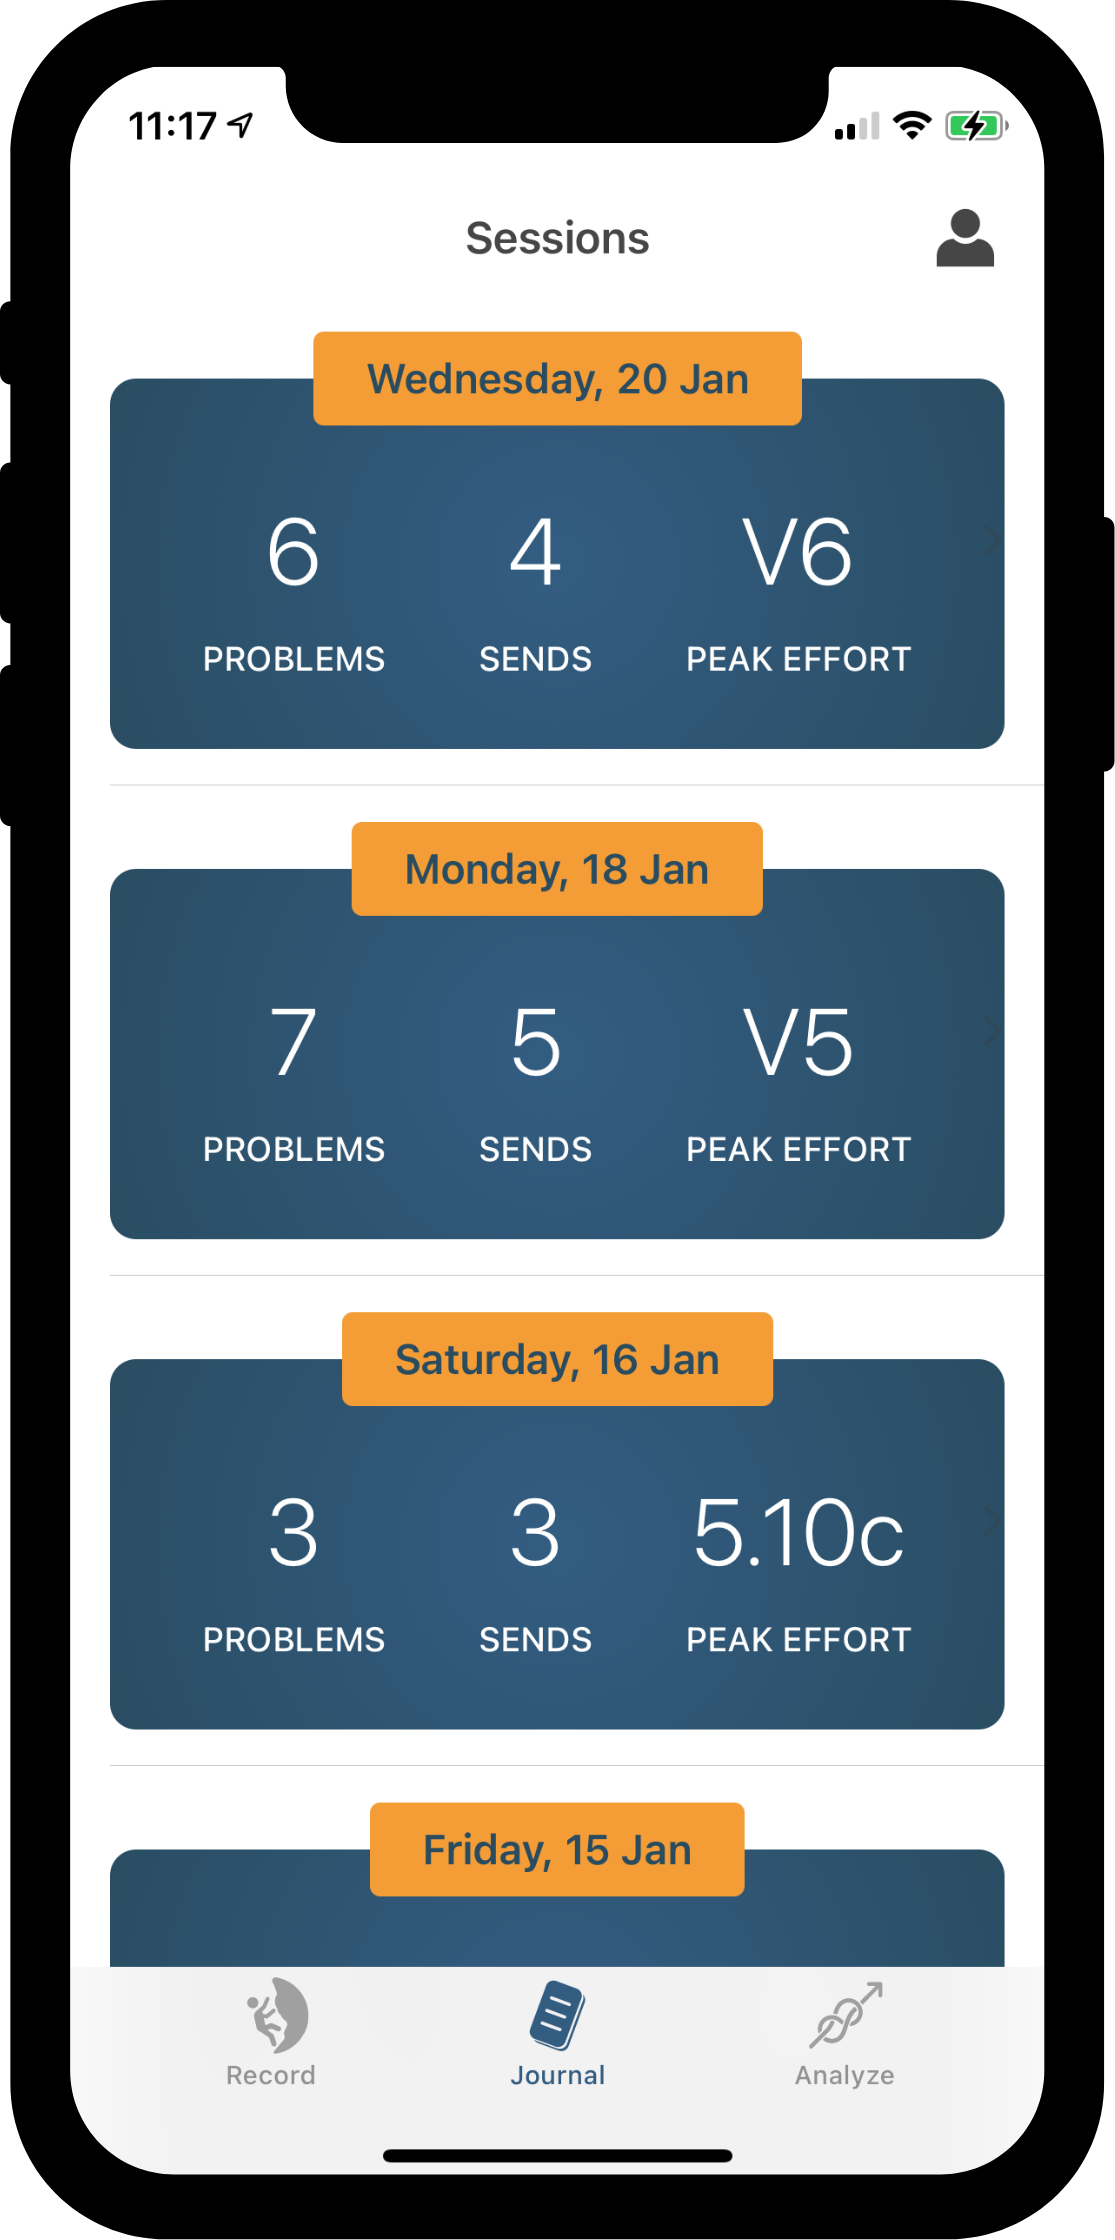 11:17
Sessions
Wednesday, 20 Jan
6 4 V6
PROBLEMS SENDS PEAK EFFORT
Monday, 18 Jan
7 5 V5
PROBLEMS SENDS PEAK EFFORT
Saturday, 16 Jan
3 3 5.10c
PROBLEMS SENDS PEAK EFFORT
Friday, 15 Jan
Record Journal Analyze